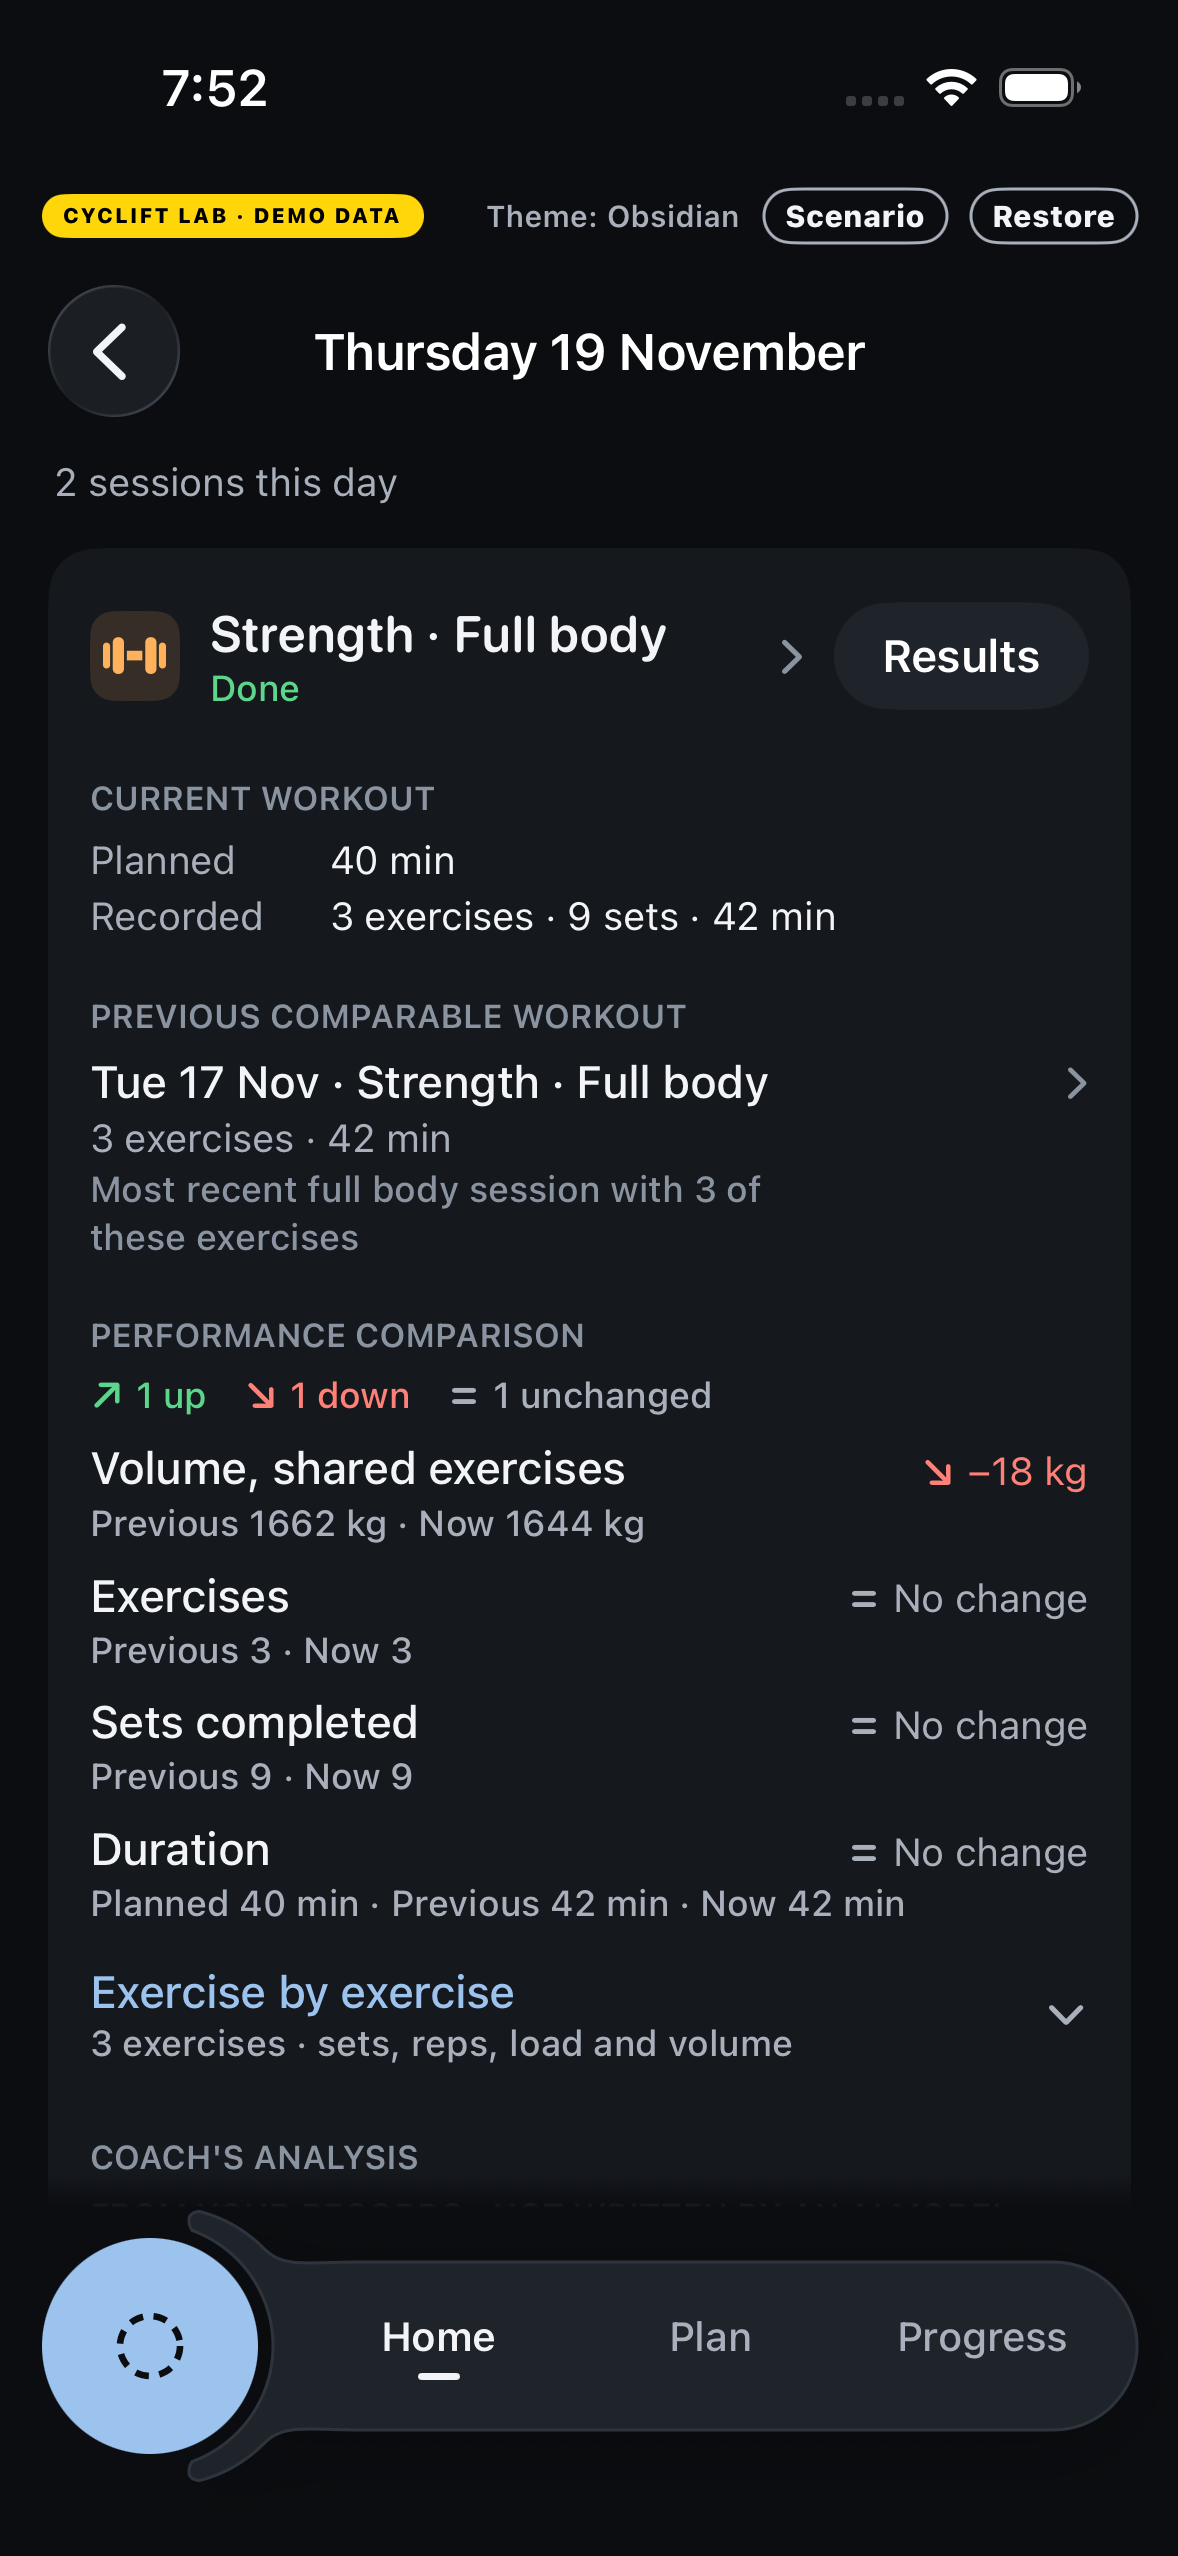 7:52
CYCLIFT LAB · DEMO DATA
Theme: Obsidian
Scenario
Restore
Thursday 19 November
2 sessions this day
Strength · Full body
Done
Results
CURRENT WORKOUT
Planned 40 min
Recorded 3 exercises · 9 sets · 42 min
PREVIOUS COMPARABLE WORKOUT
Tue 17 Nov · Strength · Full body
3 exercises · 42 min
Most recent full body session with 3 of
these exercises
PERFORMANCE COMPARISON
1 up 1 down = 1 unchanged
Volume, shared exercises –18 kg
Previous 1662 kg · Now 1644 kg
Exercises = No change
Previous 3 · Now 3
Sets completed = No change
Previous 9 · Now 9
Duration = No change
Planned 40 min · Previous 42 min · Now 42 min
Exercise by exercise
3 exercises · sets, reps, load and volume
COACH'S ANALYSIS
Home Plan Progress